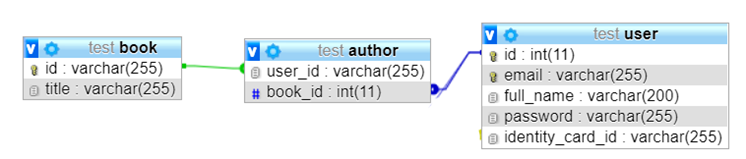 v test book
id : varchar(255)
title : varchar(255)
v test author
user_id : varchar(255)
# book_id : int(11)
v test user
id : int(11)
email : varchar(255)
full_name : varchar(200)
password : varchar(255)
identity_card_id : varchar(255)